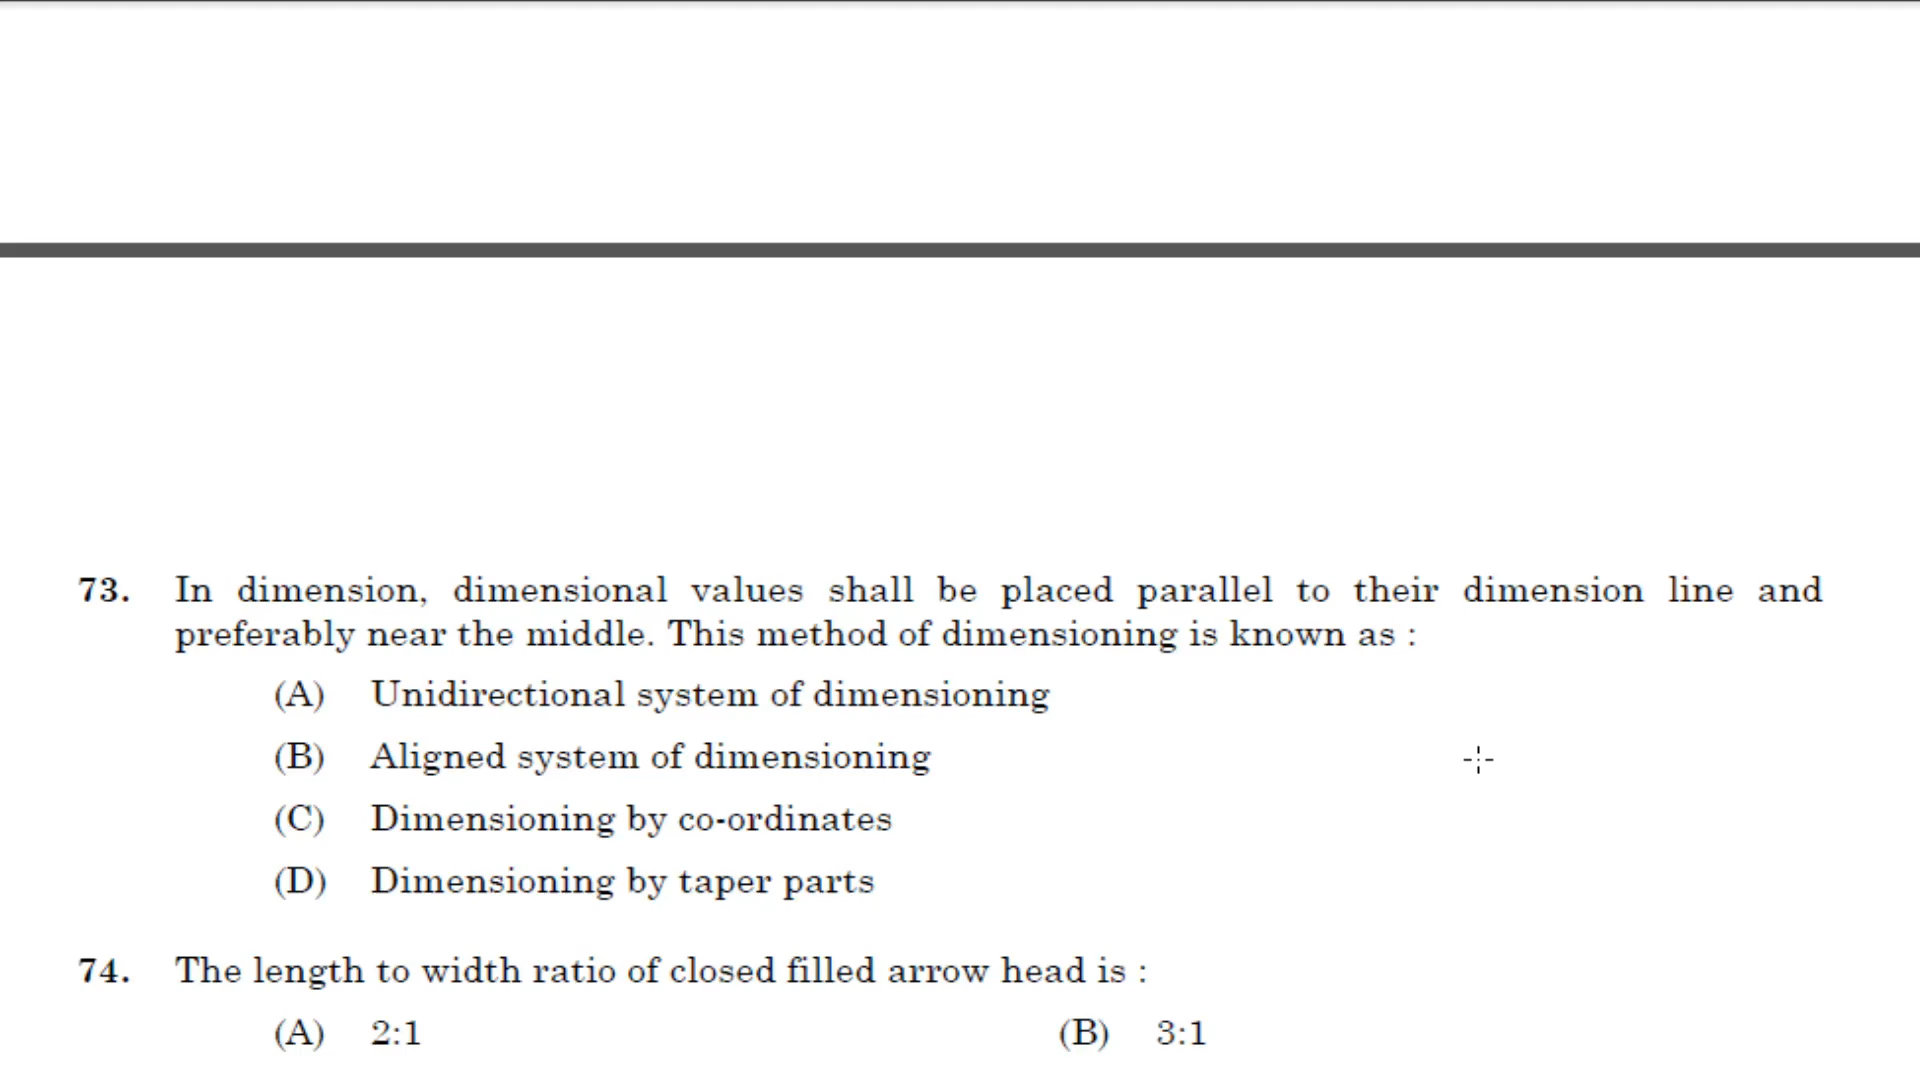 73. In dimension, dimensional values shall be placed parallel to their dimension line and
preferably near the middle. This method of dimensioning is known as :
(A) Unidirectional system of dimensioning
(B) Aligned system of dimensioning
(C) Dimensioning by co-ordinates
(D) Dimensioning by taper parts
74. The length to width ratio of closed filled arrow head is :
(A) 2:1 (B) 3:1